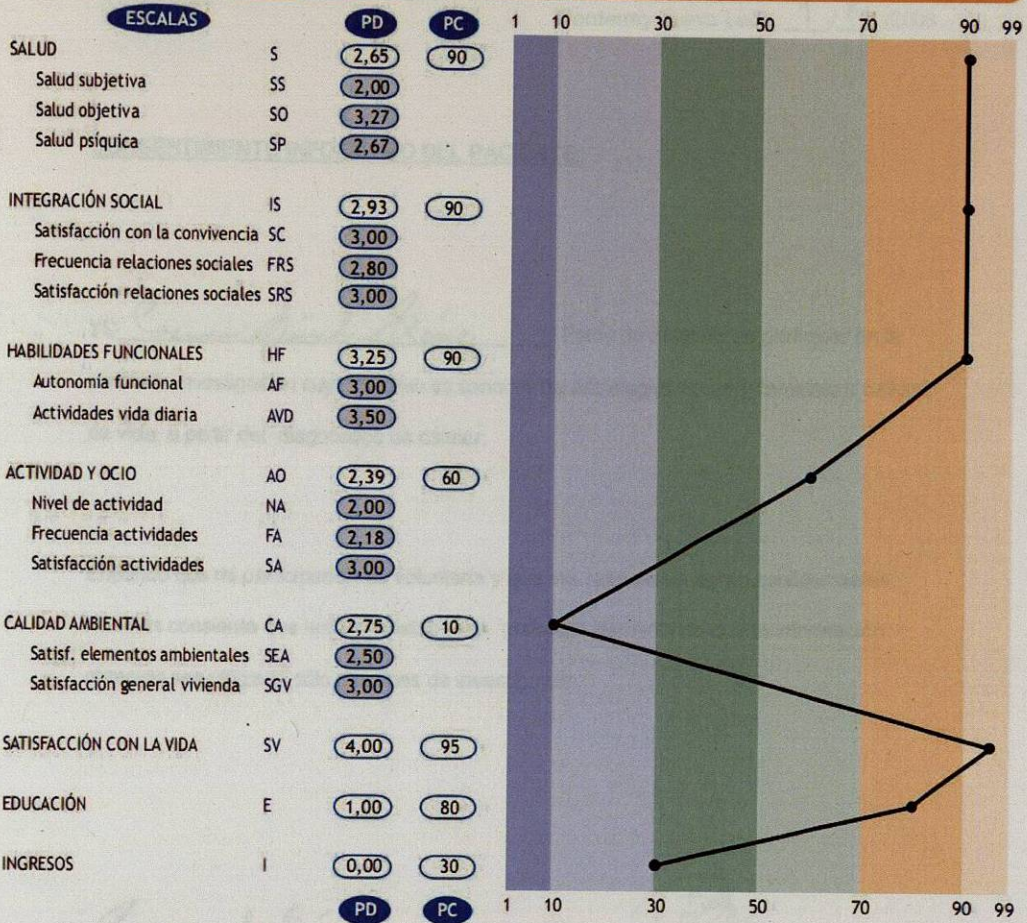 ESCALAS PD PC 1 10 30 50 70 90 99
SALUD S 2,65 90
Salud subjetiva SS 2,00
Salud objetiva SO 3,27
Salud psíquica SP 2,67
INTEGRACIÓN SOCIAL IS 2,93 90
Satisfacción con la convivencia SC 3,00
Frecuencia relaciones sociales FRS 2,80
Satisfacción relaciones sociales SRS 3,00
HABILIDADES FUNCIONALES HF 3,25 90
Autonomía funcional AF 3,00
Actividades vida diaria AVD 3,50
ACTIVIDAD Y OCIO AO 2,39 60
Nivel de actividad NA 2,00
Frecuencia actividades FA 2,18
Satisfacción actividades SA 3,00
CALIDAD AMBIENTAL CA 2,75 10
Satisf. elementos ambientales SEA 2,50
Satisfacción general vivienda SGV 3,00
SATISFACCIÓN CON LA VIDA SV 4,00 95
EDUCACIÓN E 1,00 80
INGRESOS I 0,00 30
PD PC 1 10 30 50 70 90 99